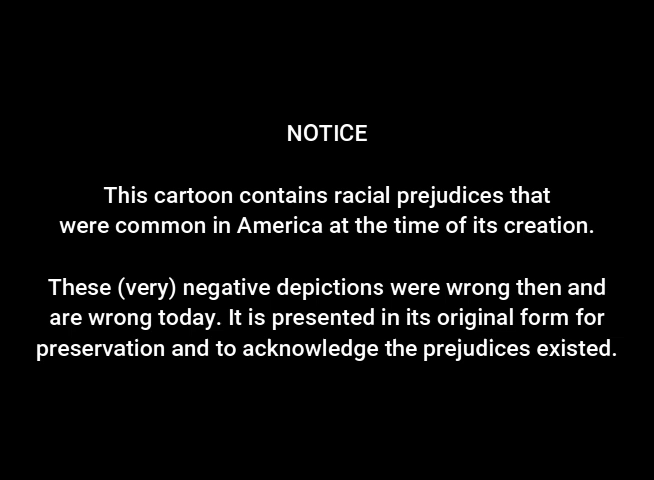 NOTICE
This cartoon contains racial prejudices that
were common in America at the time of its creation.
These (very) negative depictions were wrong then and
are wrong today. It is presented in its original form for
preservation and to acknowledge the prejudices existed.